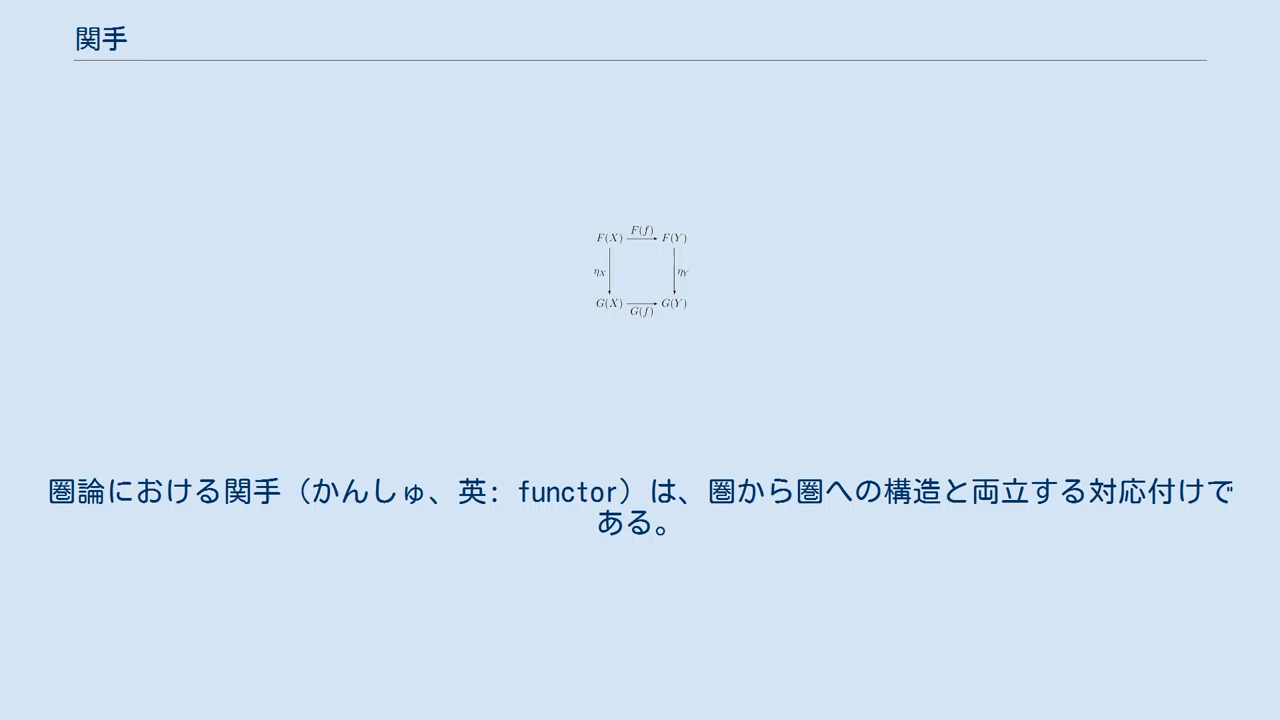 関手
F(f)
F(X) F(Y)
ηX ηY
G(X) G(Y)
G(f)
圏論における関手（かんしゅ、英: functor）は、圏から圏への構造と両立する対応付けで
ある。